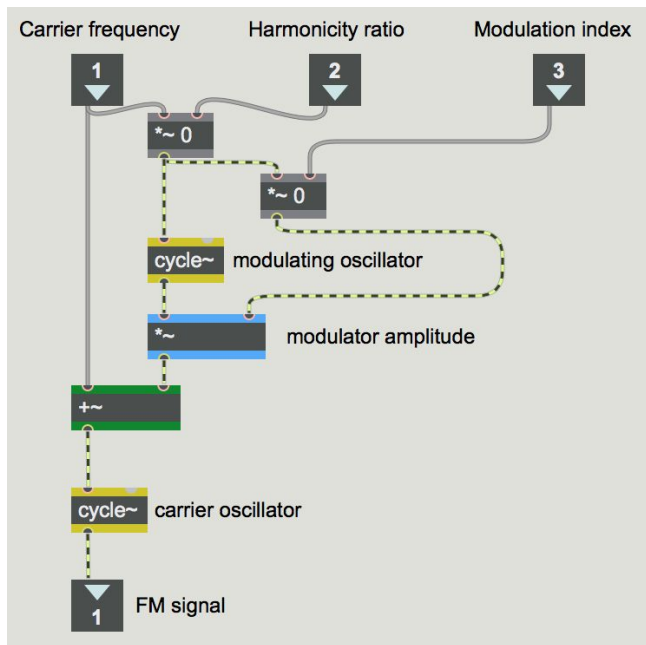 Carrier frequency
Harmonicity ratio
Modulation index
1
2
3
*~ 0
*~ 0
cycle~
modulating oscillator
*~
modulator amplitude
+~
cycle~
carrier oscillator
1
FM signal